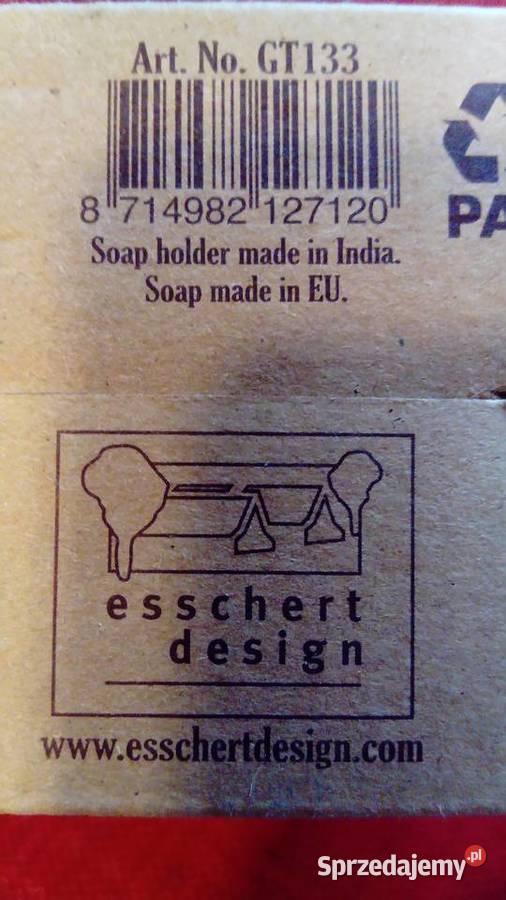 Art. No. GT133
8 714982 127120
PA
Soap holder made in India.
Soap made in EU.
esschert
design
www.esschertdesign.com
Sprzedajemy.pl